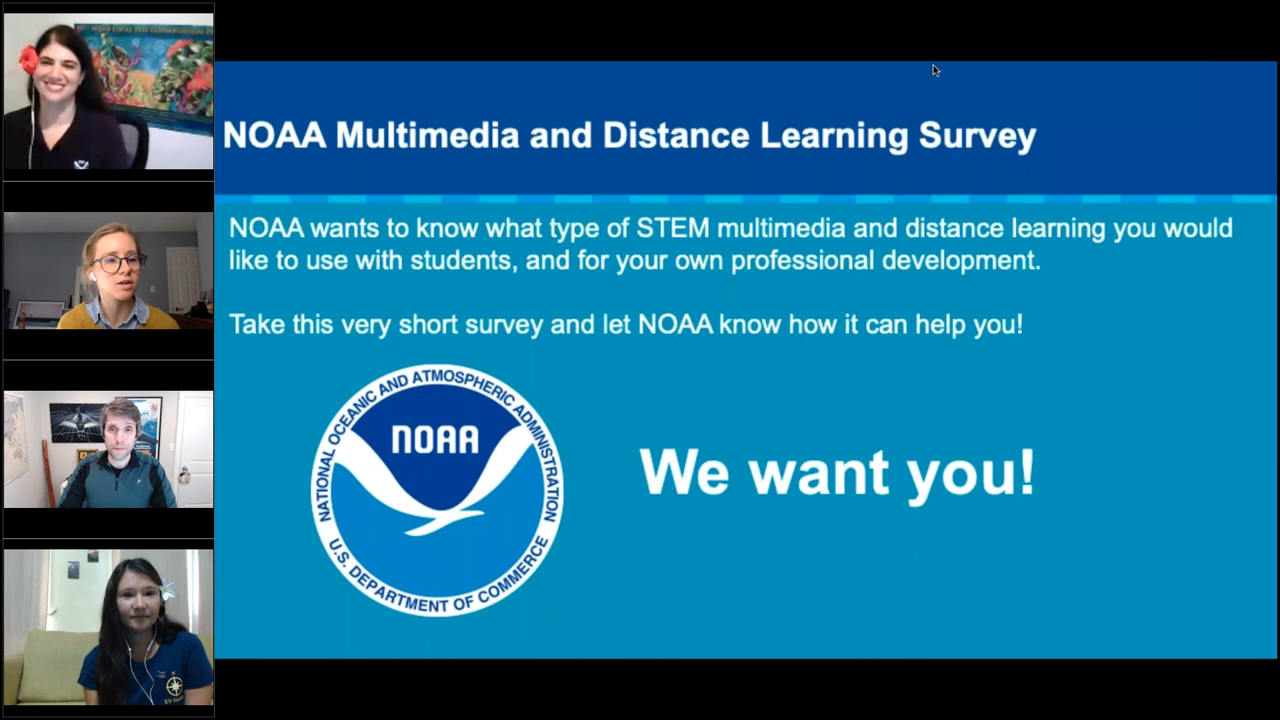 NOAA Multimedia and Distance Learning Survey
NOAA wants to know what type of STEM multimedia and distance learning you would
like to use with students, and for your own professional development.
Take this very short survey and let NOAA know how it can help you!
NATIONAL OCEANIC AND ATMOSPHERIC ADMINISTRATION
NOAA
U.S. DEPARTMENT OF COMMERCE
We want you!